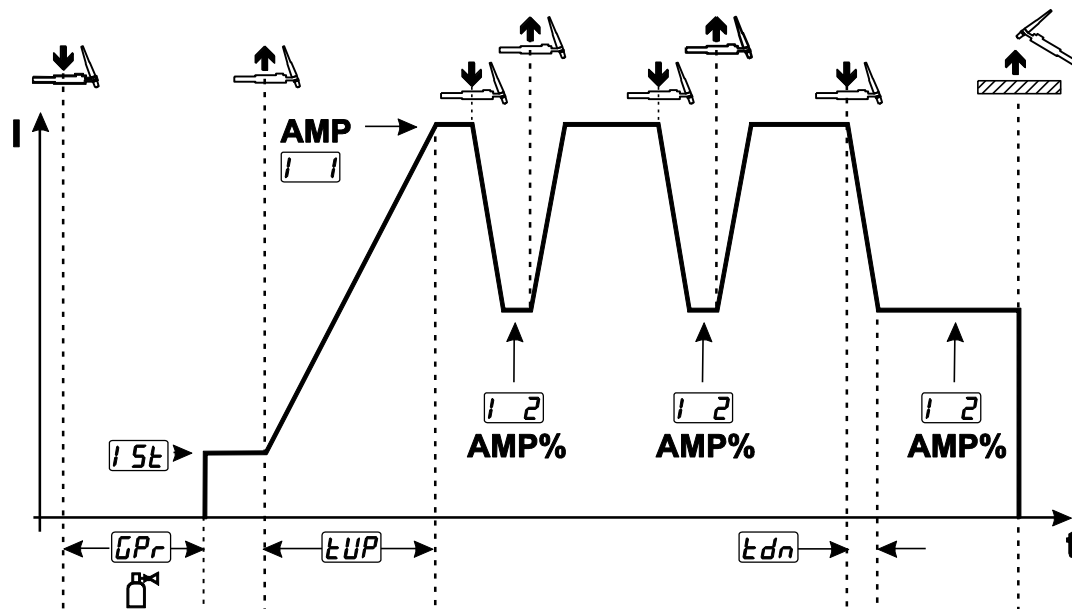 I
AMP
I 1
I St
I 2
AMP%
I 2
AMP%
I 2
AMP%
GPr
tUP
tdn
t